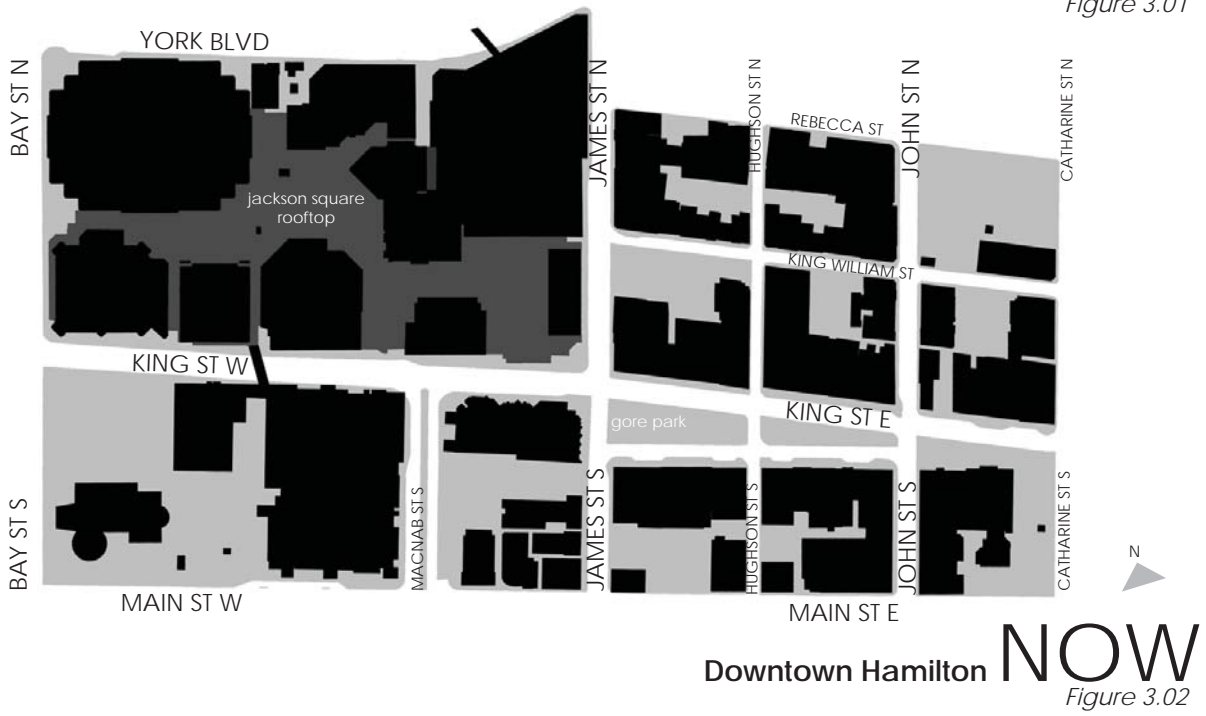 Figure 3.01
YORK BLVD
BAY ST N
JAMES ST N
HUGHSON ST N
REBECCA ST
JOHN ST N
CATHARINE ST N
jackson square
rooftop
KING WILLIAM ST
KING ST W
gore park
KING ST E
BAY ST S
MACNAB ST S
JAMES ST S
HUGHSON ST S
JOHN ST S
CATHARINE ST S
N
MAIN ST W
MAIN ST E
Downtown Hamilton NOW
Figure 3.02